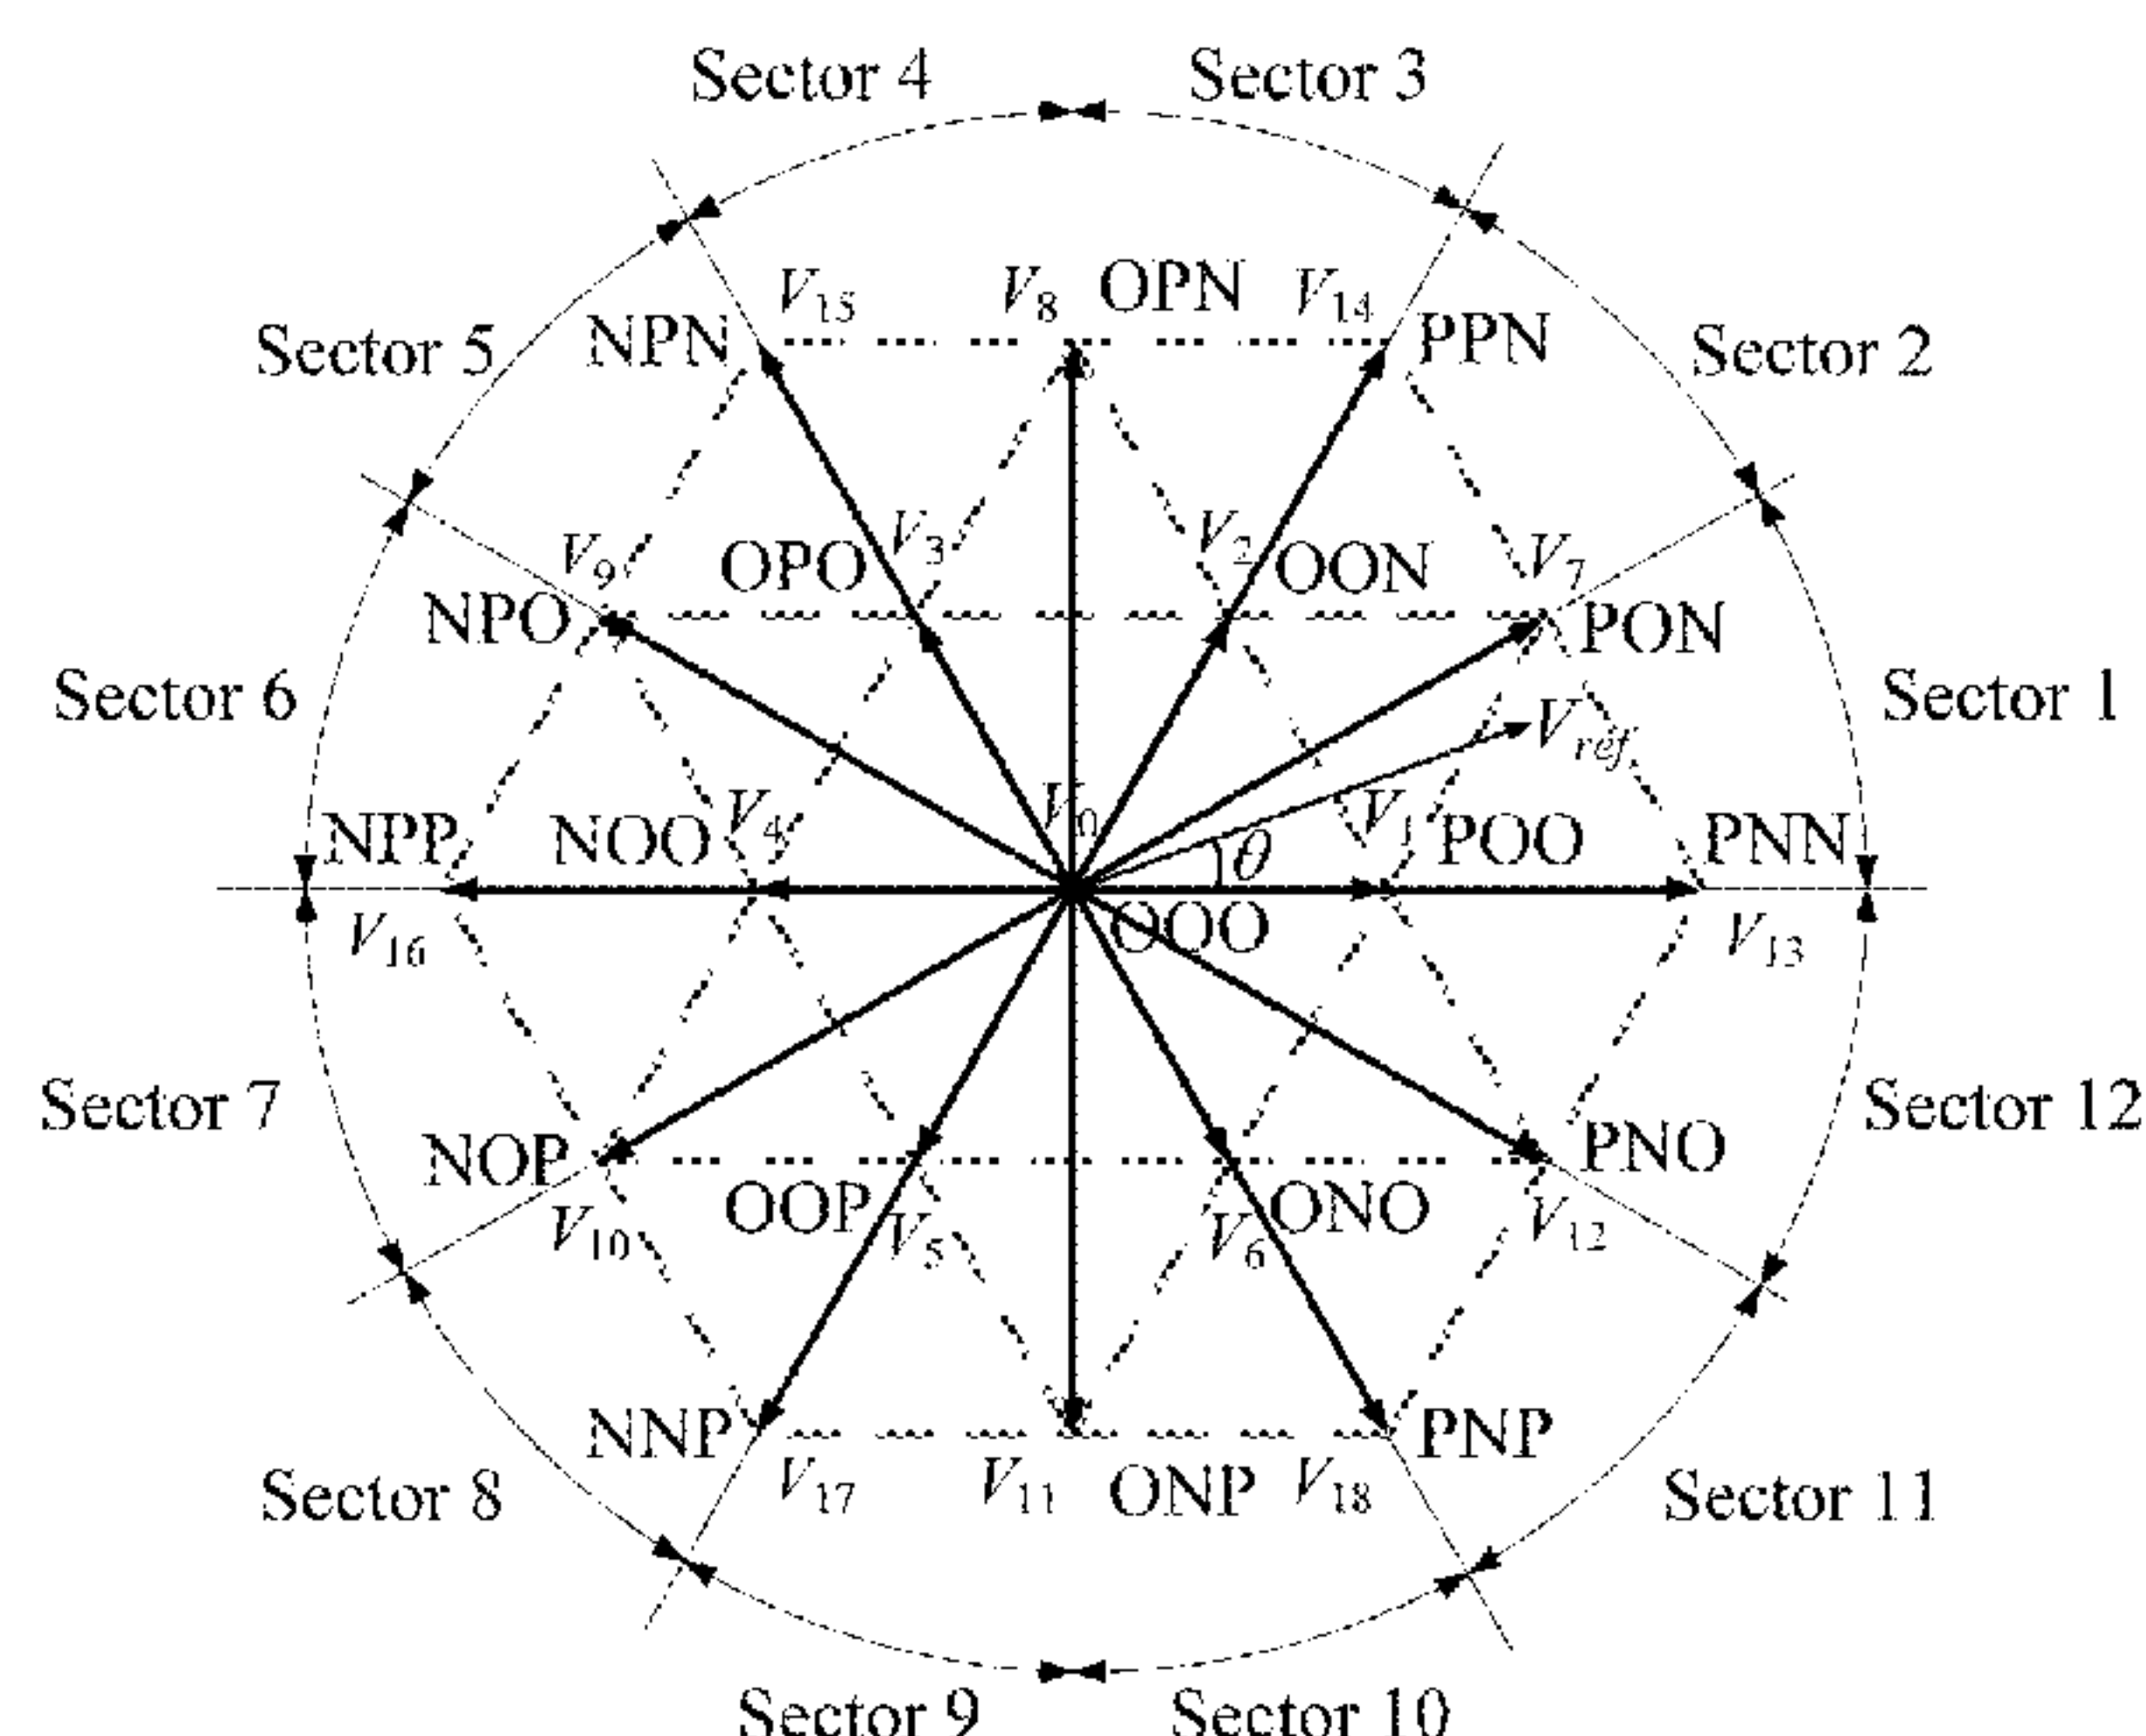 Sector 4 Sector 3
V15 V8 OPN V14
NPN PPN
Sector 5 Sector 2
V3 V2
V9 OPO OON V7
NPO PON
Sector 6 Vref Sector 1
V4 V0 V1
NPP NOO θ POO PNN
OOO
V16 V13
Sector 7 Sector 12
NOP PNO
V10 OOP V5 V6 ONO V12
NNP PNP
V17 V11 ONP V18
Sector 8 Sector 11
Sector 9 Sector 10